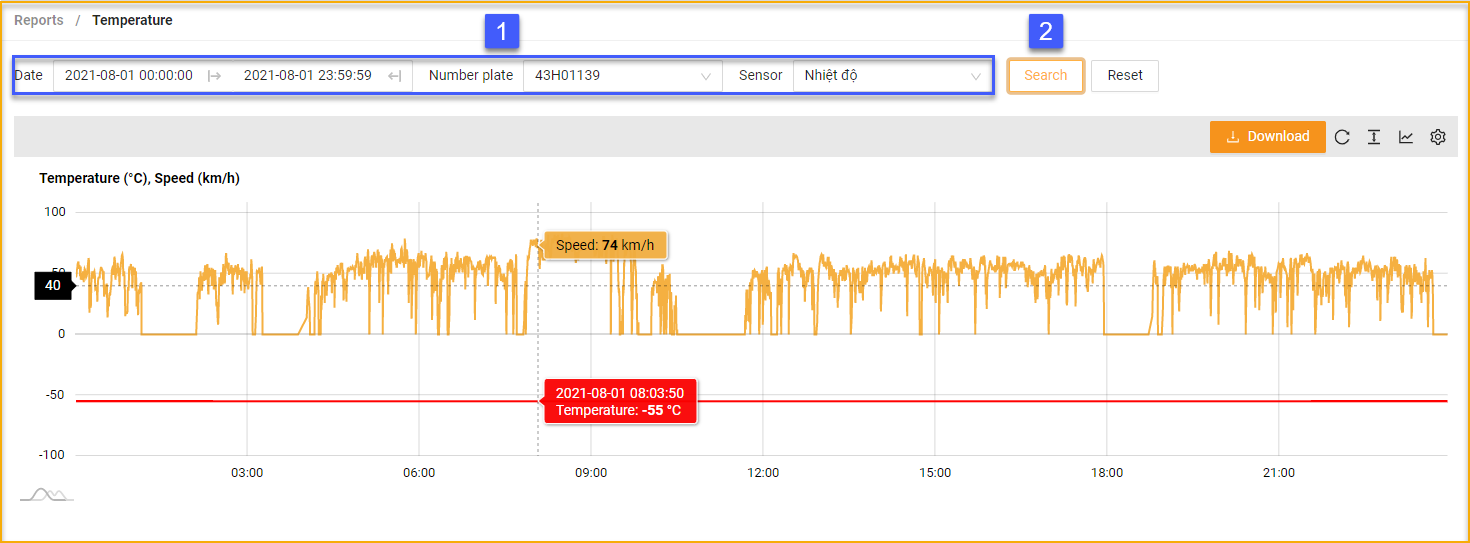 Reports / Temperature
1
2
Date 2021-08-01 00:00:00 2021-08-01 23:59:59 Number plate 43H01139 Sensor Nhiệt độ Search Reset
Download
Temperature (°C), Speed (km/h)
100
Speed: 74 km/h
50
40
0
-50
2021-08-01 08:03:50
Temperature: -55 °C
-100
03:00 06:00 09:00 12:00 15:00 18:00 21:00